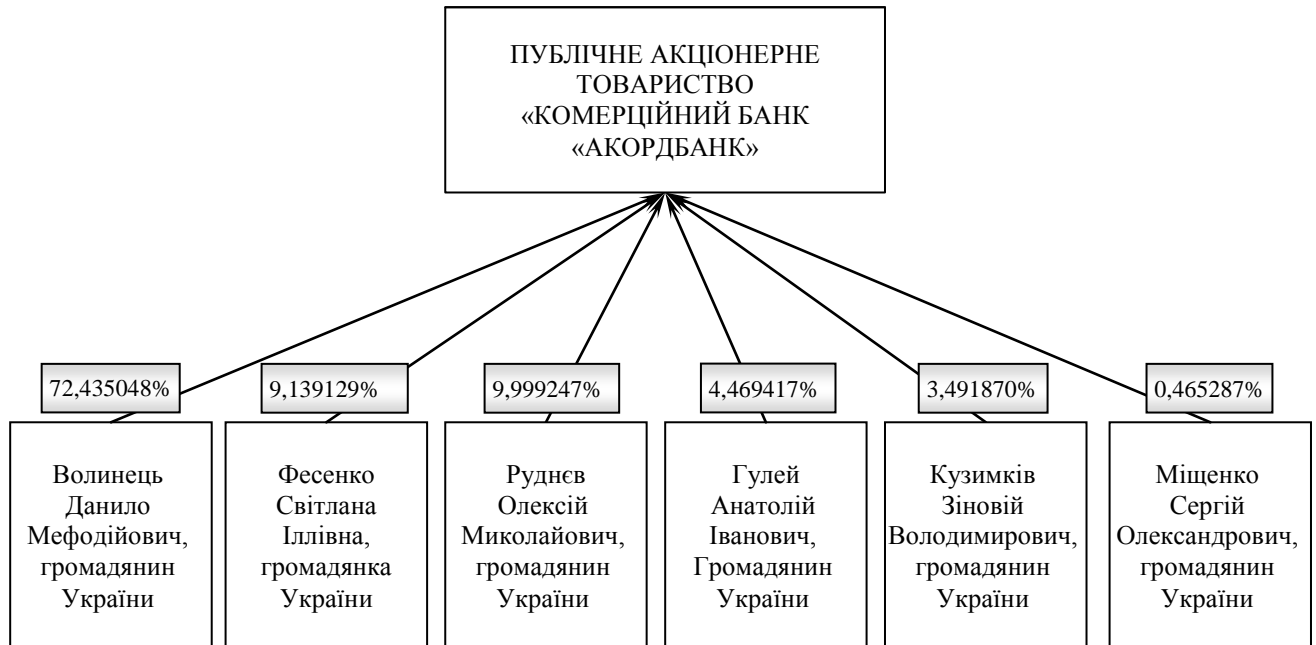 ПУБЛІЧНЕ АКЦІОНЕРНЕ
ТОВАРИСТВО
«КОМЕРЦІЙНИЙ БАНК
«АКОРДБАНК»
72,435048%
9,139129%
9,999247%
4,469417%
3,491870%
0,465287%
Волинець
Данило
Мефодійович,
громадянин
України
Фесенко
Світлана
Іллівна,
громадянка
України
Руднєв
Олексій
Миколайович,
громадянин
України
Гулей
Анатолій
Іванович,
Громадянин
України
Кузимків
Зіновій
Володимирович,
громадянин
України
Міщенко
Сергій
Олександрович,
громадянин
України